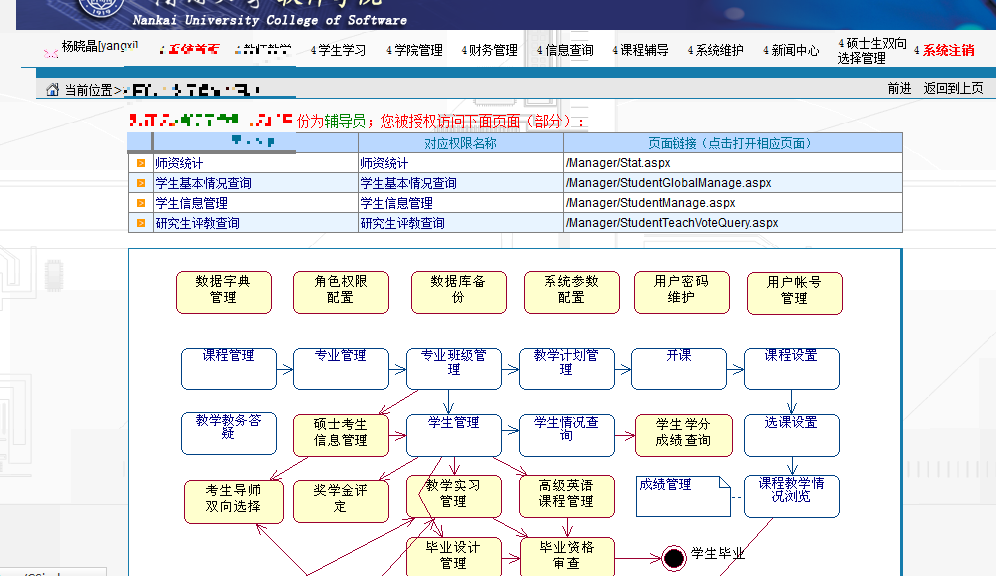 Nankai University College of Software
杨晓晶[yangxi]
4学生学习 4学院管理 4财务管理 4信息查询 4课程辅导 4系统维护 4新闻中心 4硕士生双向选择管理 4系统注销
当前位置>
前进 返回到上页
份为辅导员；您被授权访问下面页面（部分）：
对应权限名称 页面链接（点击打开相应页面）
师资统计 师资统计 /Manager/Stat.aspx
学生基本情况查询 学生基本情况查询 /Manager/StudentGlobalManage.aspx
学生信息管理 学生信息管理 /Manager/StudentManage.aspx
研究生评教查询 研究生评教查询 /Manager/StudentTeachVoteQuery.aspx
数据字典管理 角色权限配置 数据库备份 系统参数配置 用户密码维护 用户帐号管理
课程管理 专业管理 专业班级管理 教学计划管理 开课 课程设置
教学教务答疑 硕士考生信息管理 学生管理 学生情况查询 学生学分成绩查询 选课设置
考生导师双向选择 奖学金评定 教学实习管理 高级英语课程管理 成绩管理 课程教学情况浏览
毕业设计管理 毕业资格审查 学生毕业